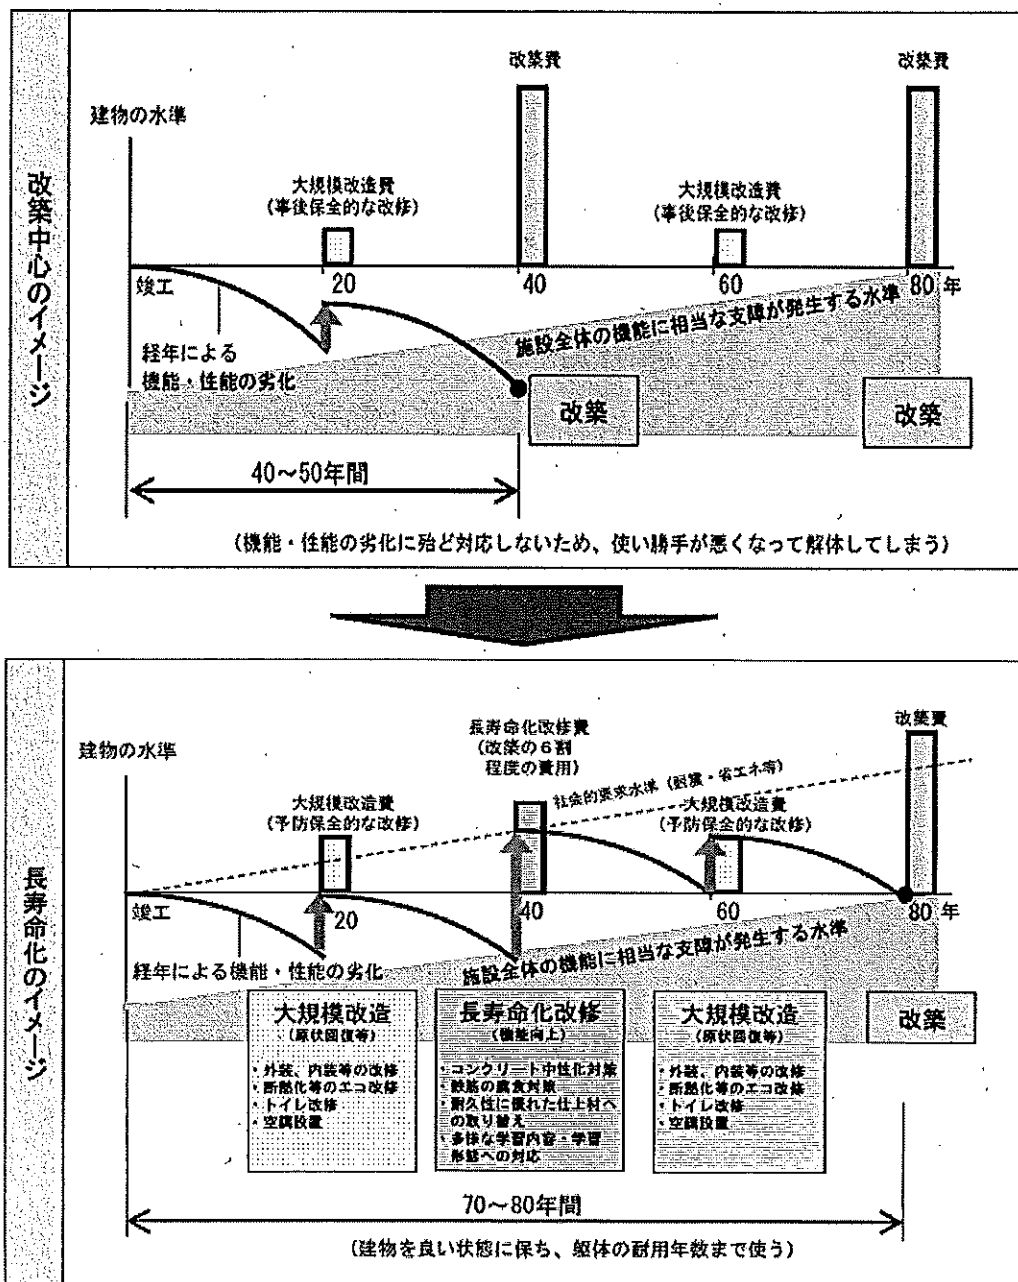 改築中心のイメージ
改築費
改築費
建物の水準
大規模改造費
(事後保全的な改修)
大規模改造費
(事後保全的な改修)
竣工
20
40
60
80 年
経年による
機能・性能の劣化
施設全体の機能に相当な支障が発生する水準
改築
改築
40～50年間
(機能・性能の劣化に殆ど対応しないため、使い勝手が悪くなって解体してしまう)
長寿命化のイメージ
長寿命化改修費
(改築の6割
程度の費用)
改築費
建物の水準
大規模改造費
(予防保全的な改修)
社会的要求水準 (耐震・省エネ等)
大規模改造費
(予防保全的な改修)
竣工
20
40
60
80 年
経年による機能・性能の劣化
施設全体の機能に相当な支障が発生する水準
大規模改造
(原状回復等)
・外装、内装等の改修
・断熱化等のエコ改修
・トイレ改修
・空調設置
長寿命化改修
(機能向上)
・コンクリート中性化対策
・鉄筋の腐食対策
・耐久性に優れた仕上材へ
の取り替え
・多様な学習内容・学習
形態への対応
大規模改造
(原状回復等)
・外装、内装等の改修
・断熱化等のエコ改修
・トイレ改修
・空調設置
改築
70～80年間
(建物を良い状態に保ち、躯体の耐用年数まで使う)